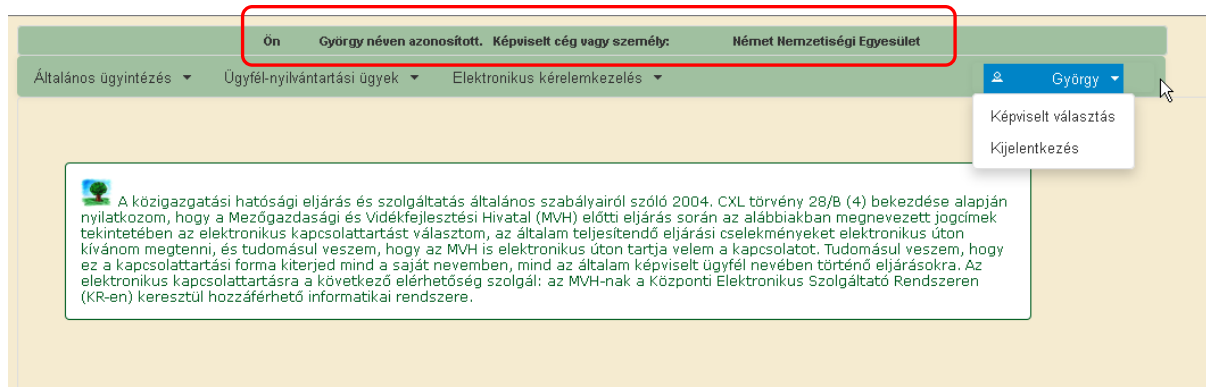 Ön György néven azonosított. Képviselt cég vagy személy: Német Nemzetiségi Egyesület
Általános ügyintézés Ügyfél-nyilvántartási ügyek Elektronikus kérelemkezelés György
Képviselt választás
Kijelentkezés
A közigazgatási hatósági eljárás és szolgáltatás általános szabályairól szóló 2004. CXL törvény 28/B (4) bekezdése alapján
nyilatkozom, hogy a Mezőgazdasági és Vidékfejlesztési Hivatal (MVH) előtti eljárás során az alábbiakban megnevezett jogcímek
tekintetében az elektronikus kapcsolattartást választom, az általam teljesítendő eljárási cselekményeket elektronikus úton
kívánom megtenni, és tudomásul veszem, hogy az MVH is elektronikus úton tartja velem a kapcsolatot. Tudomásul veszem, hogy
ez a kapcsolattartási forma kiterjed mind a saját nevemben, mind az általam képviselt ügyfél nevében történő eljárásokra. Az
elektronikus kapcsolattartásra a következő elérhetőség szolgál: az MVH-nak a Központi Elektronikus Szolgáltató Rendszeren
(KR-en) keresztül hozzáférhető informatikai rendszere.